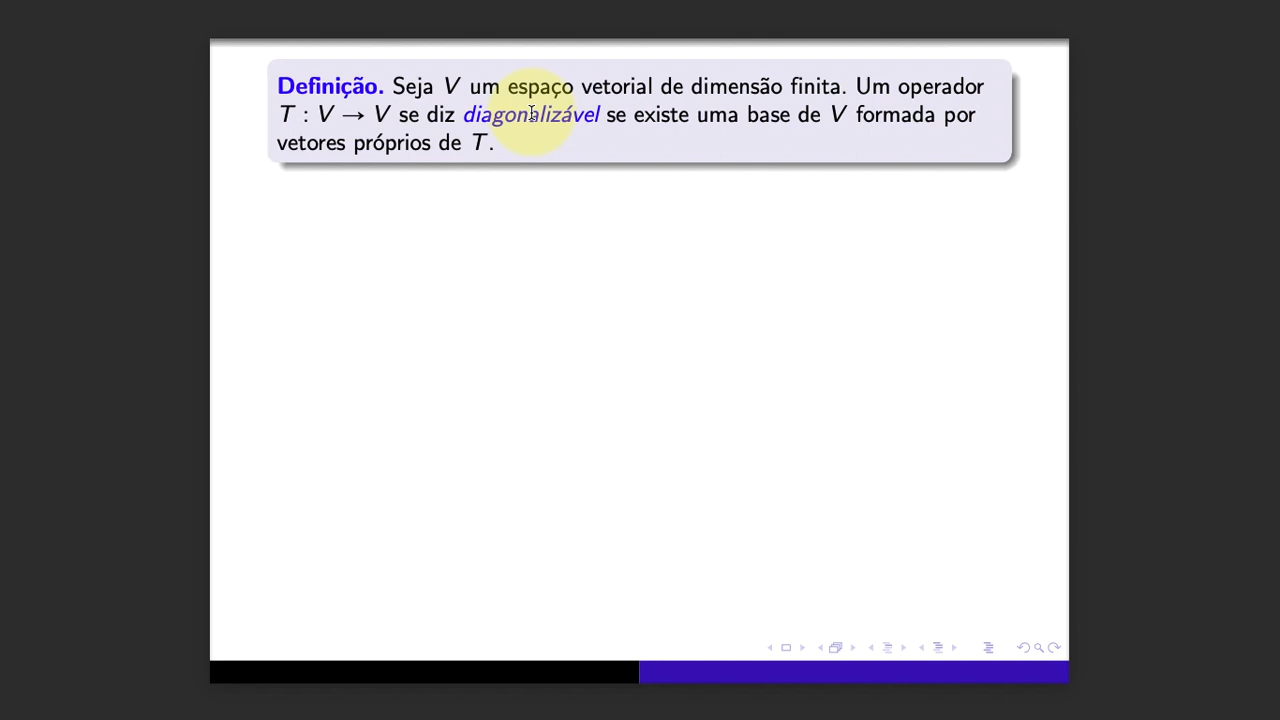 Definição. Seja V um espaço vetorial de dimensão finita. Um operador
T : V → V se diz diagonalizável se existe uma base de V formada por
vetores próprios de T.